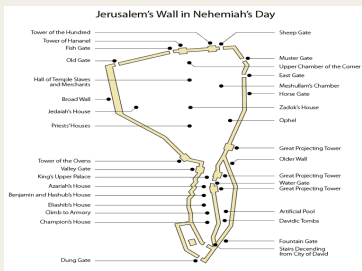 Jerusalem's Wall in Nehemiah's Day
Tower of the Hundred
Tower of Hananel
Fish Gate
Old Gate
Hall of Temple Slaves
and Merchants
Broad Wall
Jedaiah's House
Priests' Houses
Tower of the Ovens
Valley Gate
King's Upper Palace
Azariah's House
Benjamin and Hashub's House
Eliashib's House
Climb to Armory
Champion's House
Dung Gate
Sheep Gate
Muster Gate
Upper Chamber of the Corner
East Gate
Meshullam's Chamber
Horse Gate
Zadok's House
Ophel
Great Projecting Tower
Older Wall
Great Projecting Tower
Water Gate
Great Projecting Tower
Artificial Pool
Davidic Tombs
Fountain Gate
Stairs Decending
from City of David